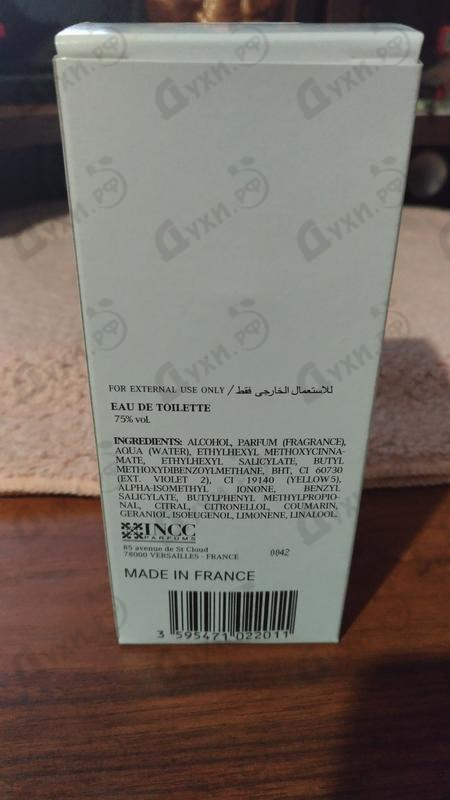 FOR EXTERNAL USE ONLY / للاستعمال الخارجي فقط
EAU DE TOILETTE
75% vol.
INGREDIENTS: ALCOHOL, PARFUM (FRAGRANCE),
AQUA (WATER), ETHYLHEXYL METHOXYCINNA-
MATE, ETHYLHEXYL SALICYLATE, BUTYL
METHOXYDIBENZOYLMETHANE, BHT, CI 60730
(EXT. VIOLET 2), CI 19140 (YELLOW 5),
ALPHA-ISOMETHYL IONONE, BENZYL
SALICYLATE, BUTYLPHENYL METHYLPROPIO-
NAL, CITRAL, CITRONELLOL, COUMARIN,
GERANIOL, ISOEUGENOL, LIMONENE, LINALOOL.
INCC
PARFUMS
85 avenue de St Cloud
78000 VERSAILLES - FRANCE 0042
MADE IN FRANCE
3 595471 022011
Духи.рф